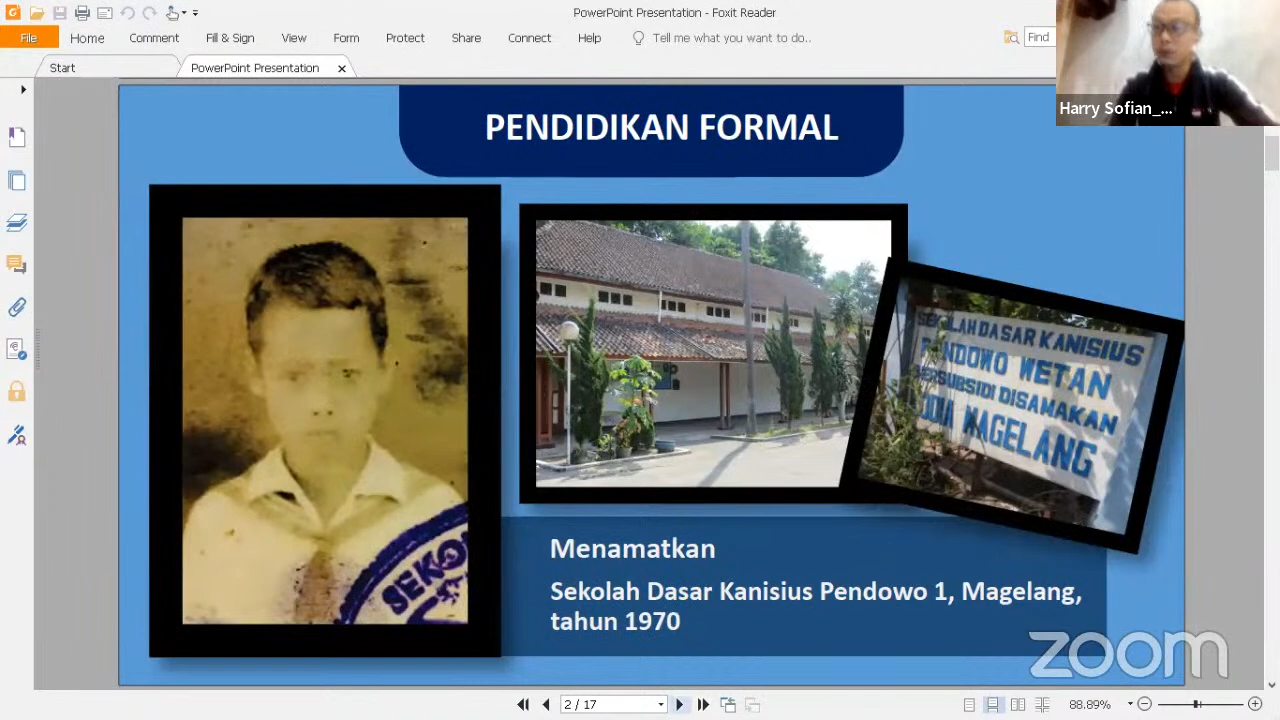 PowerPoint Presentation - Foxit Reader
File Home Comment Fill & Sign View Form Protect Share Connect Help Tell me what you want to do.. Find
Start PowerPoint Presentation
Harry Sofian_...
PENDIDIKAN FORMAL
SEKOLAH DASAR KANISIUS
PENDOWO WETAN
BERSUBSIDI DISAMAKAN
MAGELANG
SEKO
Menamatkan
Sekolah Dasar Kanisius Pendowo 1, Magelang,
tahun 1970
zoom
2 / 17 88.89%